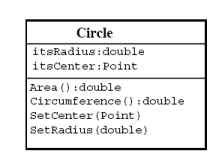 Circle
itsRadius:double
itsCenter:Point
Area():double
Circumference():double
SetCenter(Point)
SetRadius(double)